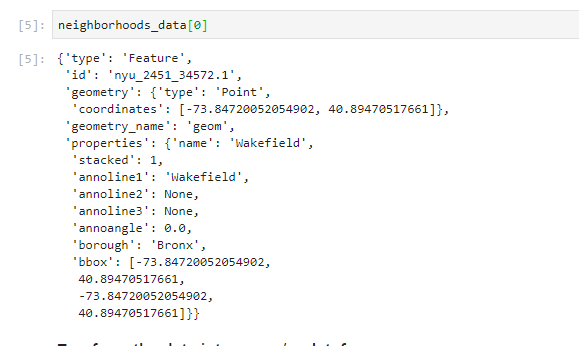 [5]: neighborhoods_data[0]
[5]: {'type': 'Feature',
'id': 'nyu_2451_34572.1',
'geometry': {'type': 'Point',
'coordinates': [-73.84720052054902, 40.89470517661]},
'geometry_name': 'geom',
'properties': {'name': 'Wakefield',
'stacked': 1,
'annoline1': 'Wakefield',
'annoline2': None,
'annoline3': None,
'annoangle': 0.0,
'borough': 'Bronx',
'bbox': [-73.84720052054902,
40.89470517661,
-73.84720052054902,
40.89470517661]}}